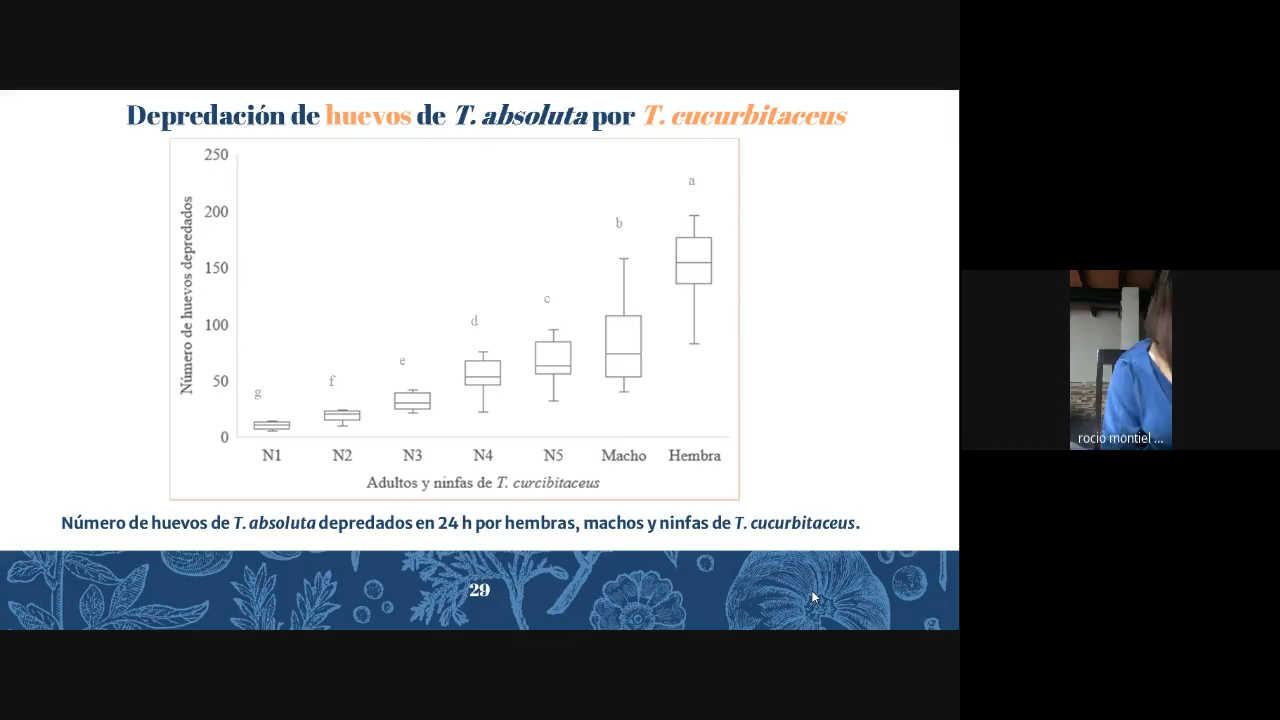 Depredación de huevos de T. absoluta por T. cucurbitaceus
250
200
150
100
50
0
Número de huevos depredados
g
f
e
d
c
b
a
N1 N2 N3 N4 N5 Macho Hembra
Adultos y ninfas de T. curcibitaceus
Número de huevos de T. absoluta depredados en 24 h por hembras, machos y ninfas de T. cucurbitaceus.
29
rocio montiel ...